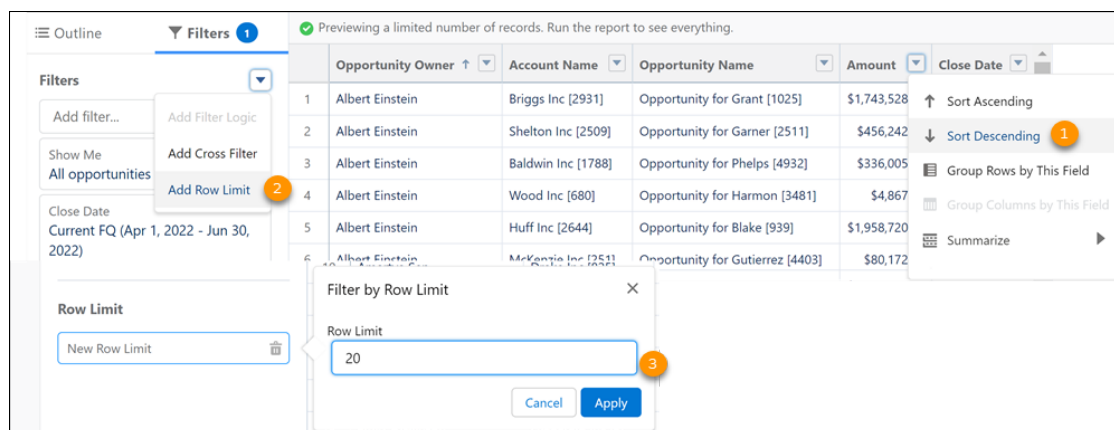 Outline
Filters 1
Previewing a limited number of records. Run the report to see everything.
Filters
Add filter...
Add Filter Logic
Add Cross Filter
Add Row Limit 2
Show Me
All opportunities
Close Date
Current FQ (Apr 1, 2022 - Jun 30,
2022)
Opportunity Owner ↑ Account Name Opportunity Name Amount Close Date
1 Albert Einstein Briggs Inc [2931] Opportunity for Grant [1025] $1,743,528
2 Albert Einstein Shelton Inc [2509] Opportunity for Garner [2511] $456,242
3 Albert Einstein Baldwin Inc [1788] Opportunity for Phelps [4932] $336,005
4 Albert Einstein Wood Inc [680] Opportunity for Harmon [3481] $4,867
5 Albert Einstein Huff Inc [2644] Opportunity for Blake [939] $1,958,720
6 Albert Einstein McKenzie Inc [251] Opportunity for Gutierrez [4403] $80,172
↑ Sort Ascending
↓ Sort Descending 1
Group Rows by This Field
Group Columns by This Field
Summarize
Row Limit
New Row Limit
Filter by Row Limit
Row Limit
20
3
Cancel Apply